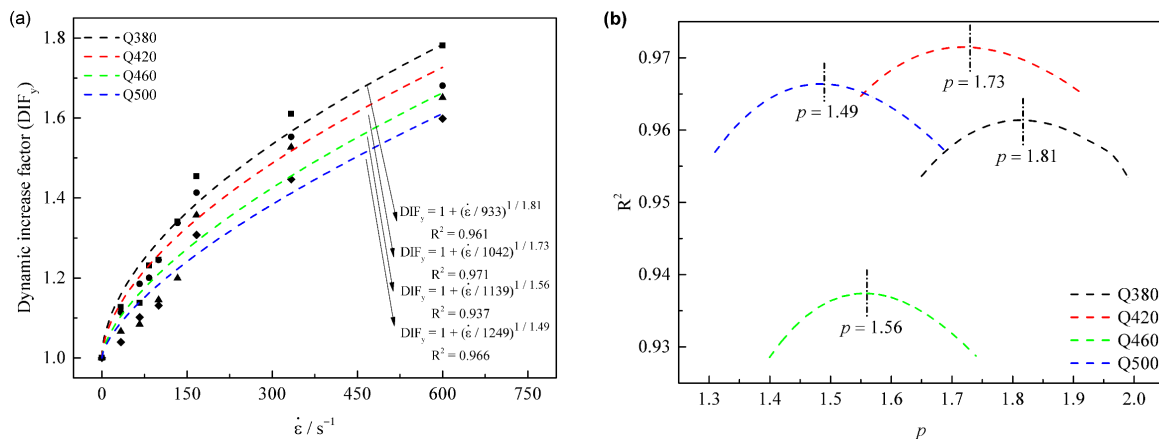 (a)
Dynamic increase factor (DIFy)
1.8
1.6
1.4
1.2
1.0
Q380
Q420
Q460
Q500
DIFy = 1 + (ε̇ / 933)^1 / 1.81
R² = 0.961
DIFy = 1 + (ε̇ / 1042)^1 / 1.73
R² = 0.971
DIFy = 1 + (ε̇ / 1139)^1 / 1.56
R² = 0.937
DIFy = 1 + (ε̇ / 1249)^1 / 1.49
R² = 0.966
0 150 300 450 600 750
ε̇ / s⁻¹
(b)
R²
0.97
0.96
0.95
0.94
0.93
p = 1.73
p = 1.49
p = 1.81
p = 1.56
Q380
Q420
Q460
Q500
1.3 1.4 1.5 1.6 1.7 1.8 1.9 2.0
p